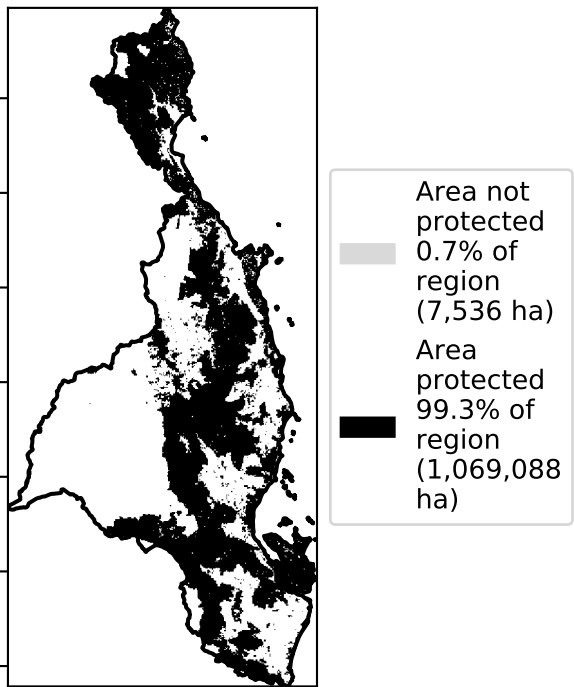 Area not
protected
0.7% of
region
(7,536 ha)
Area
protected
99.3% of
region
(1,069,088
ha)